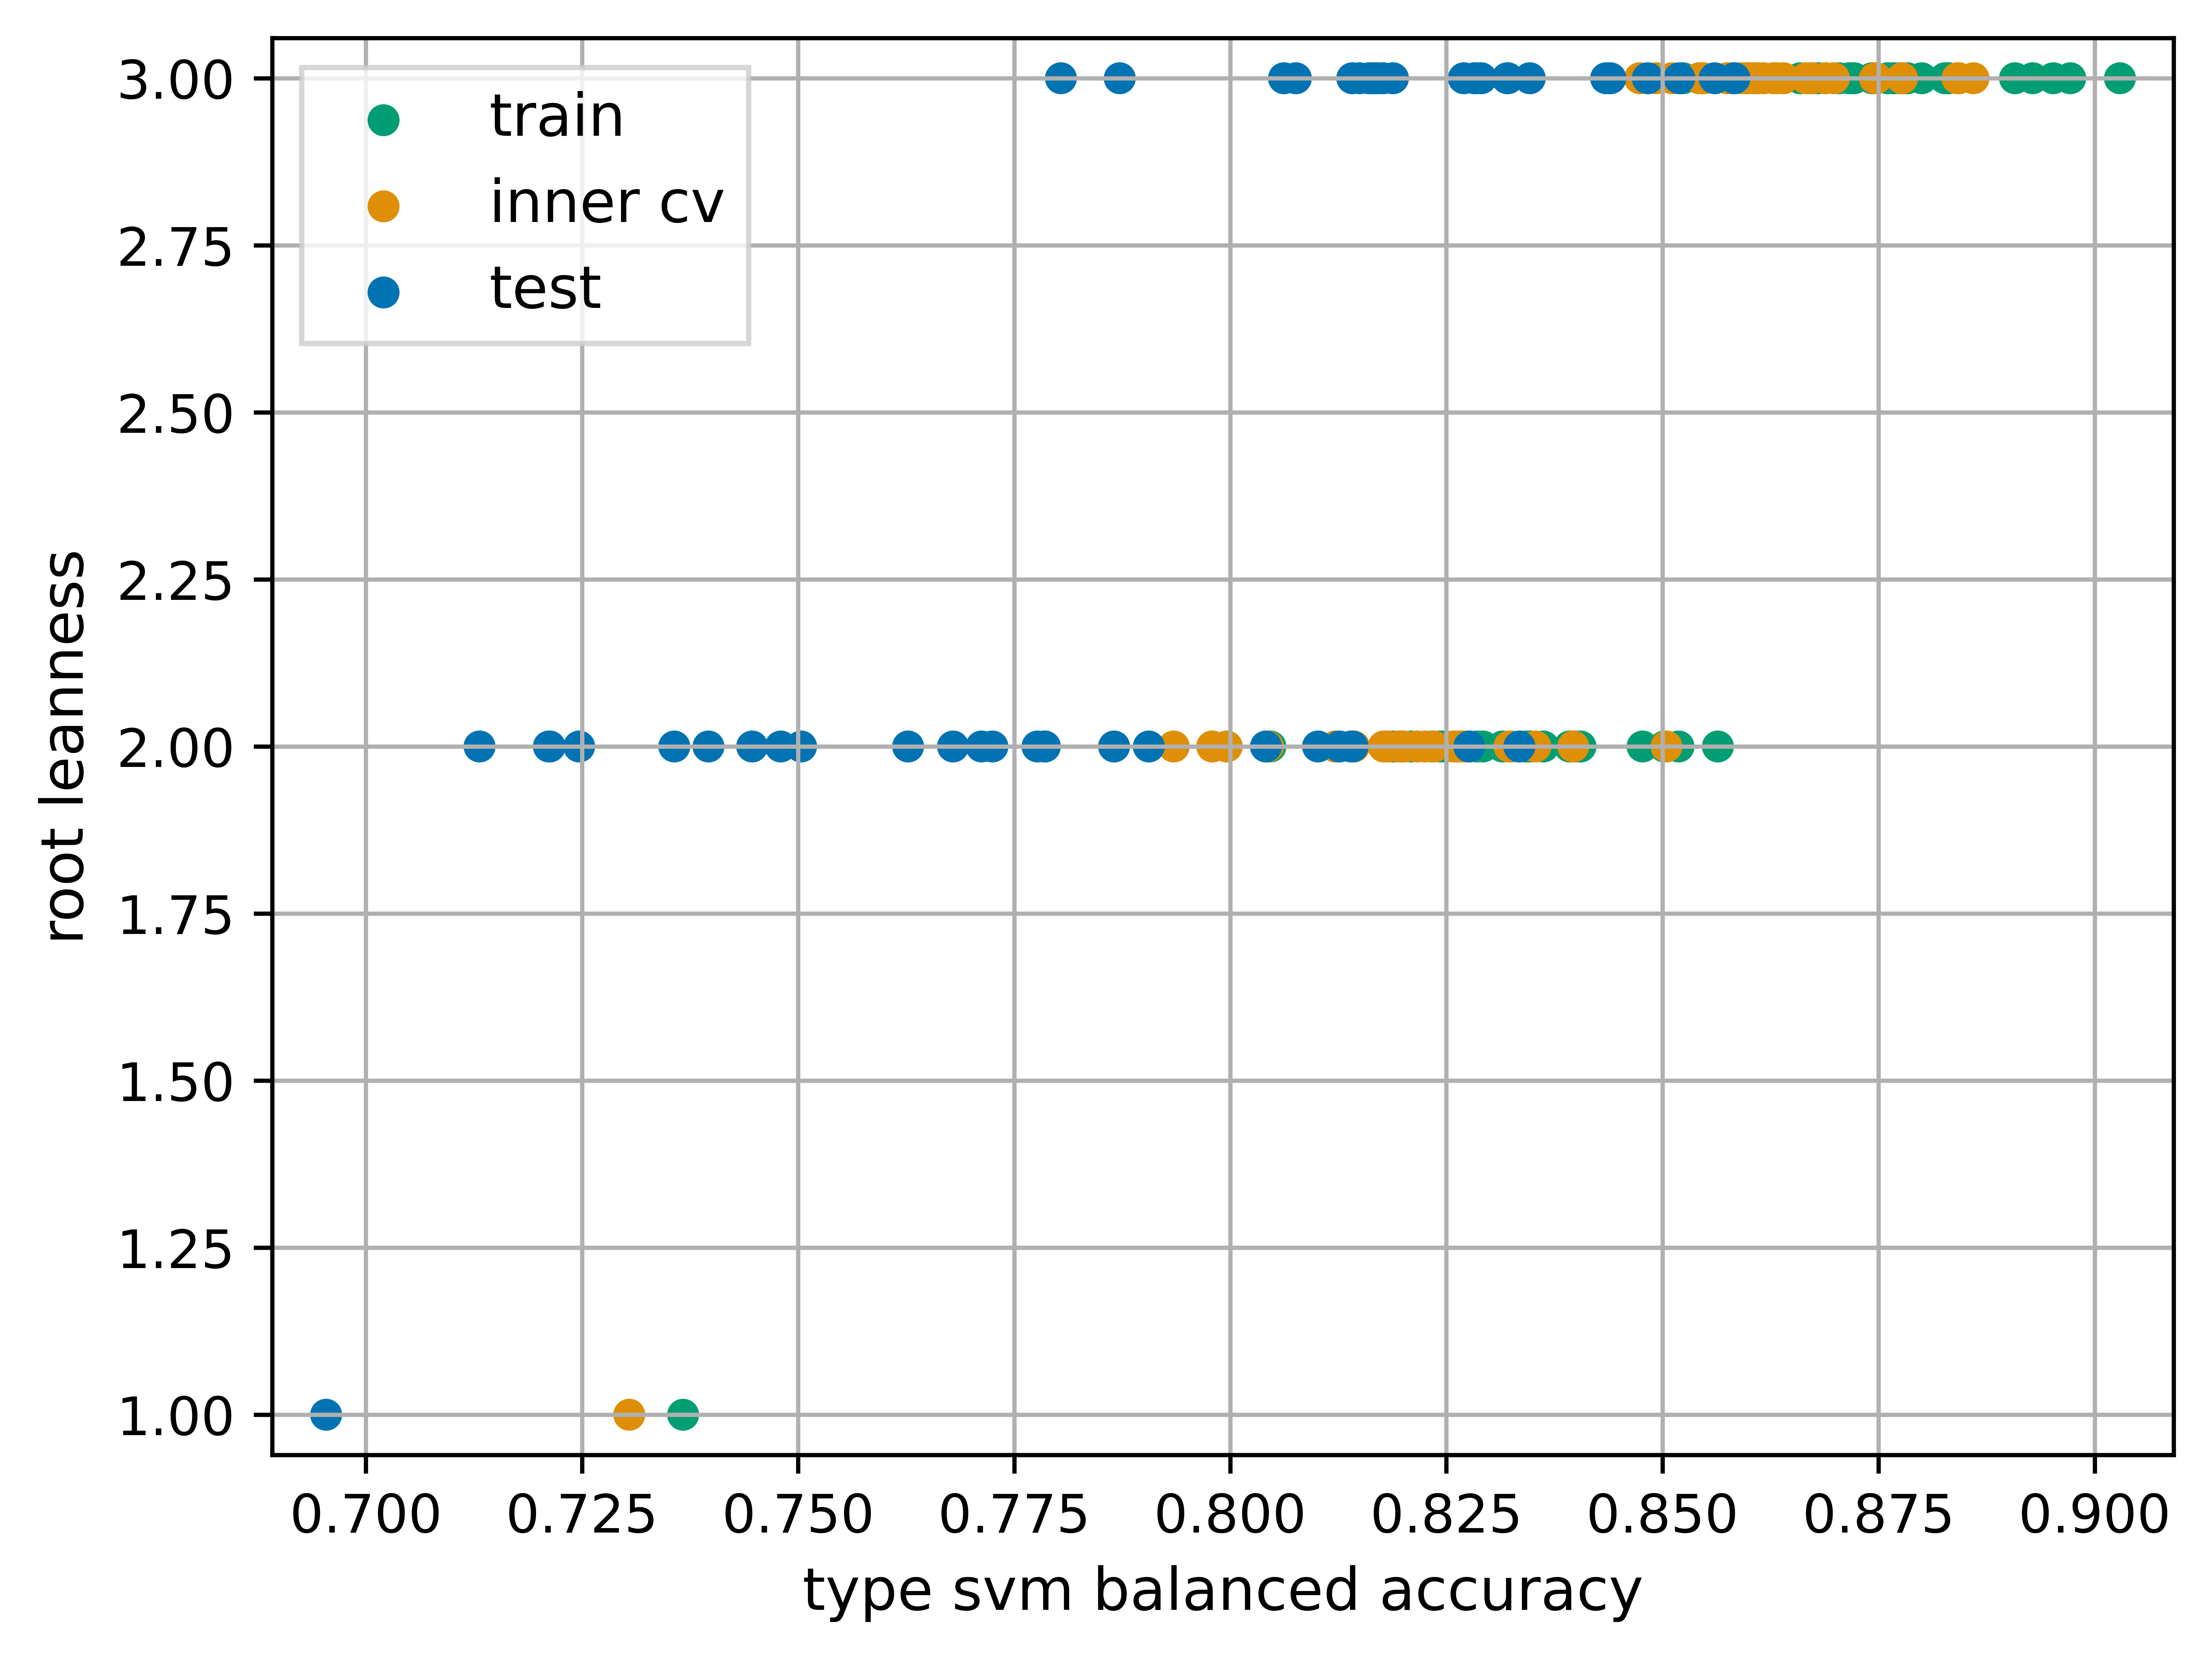 train
inner cv
test
3.00
2.75
2.50
2.25
2.00
1.75
1.50
1.25
1.00
root leanness
0.700 0.725 0.750 0.775 0.800 0.825 0.850 0.875 0.900
type svm balanced accuracy